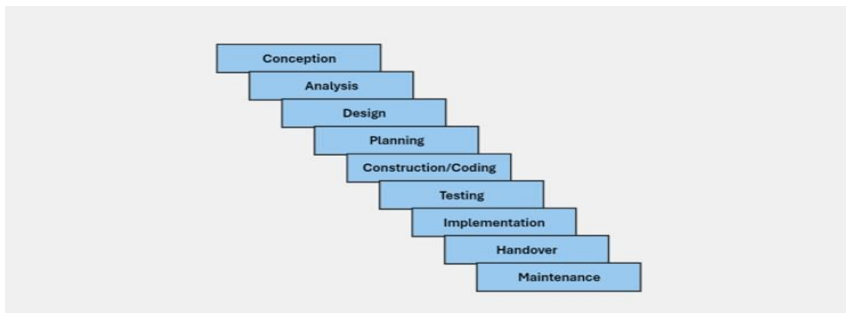 Conception
Analysis
Design
Planning
Construction/Coding
Testing
Implementation
Handover
Maintenance